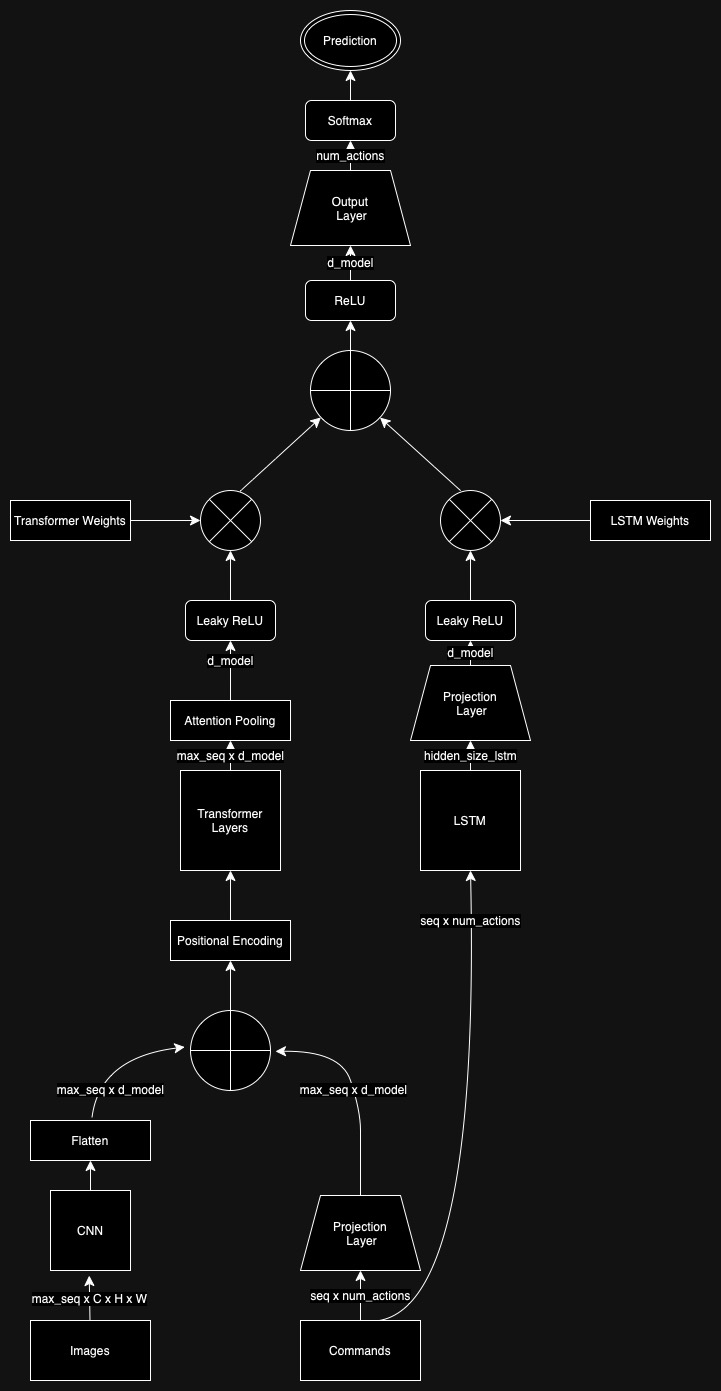 Prediction
Softmax
num_actions
Output
Layer
d_model
ReLU
Transformer Weights
LSTM Weights
Leaky ReLU
Leaky ReLU
d_model
d_model
Projection
Layer
Attention Pooling
max_seq x d_model
hidden_size_lstm
Transformer
Layers
LSTM
seq x num_actions
Positional Encoding
max_seq x d_model
max_seq x d_model
Flatten
CNN
Projection
Layer
max_seq x C x H x W
seq x num_actions
Images
Commands